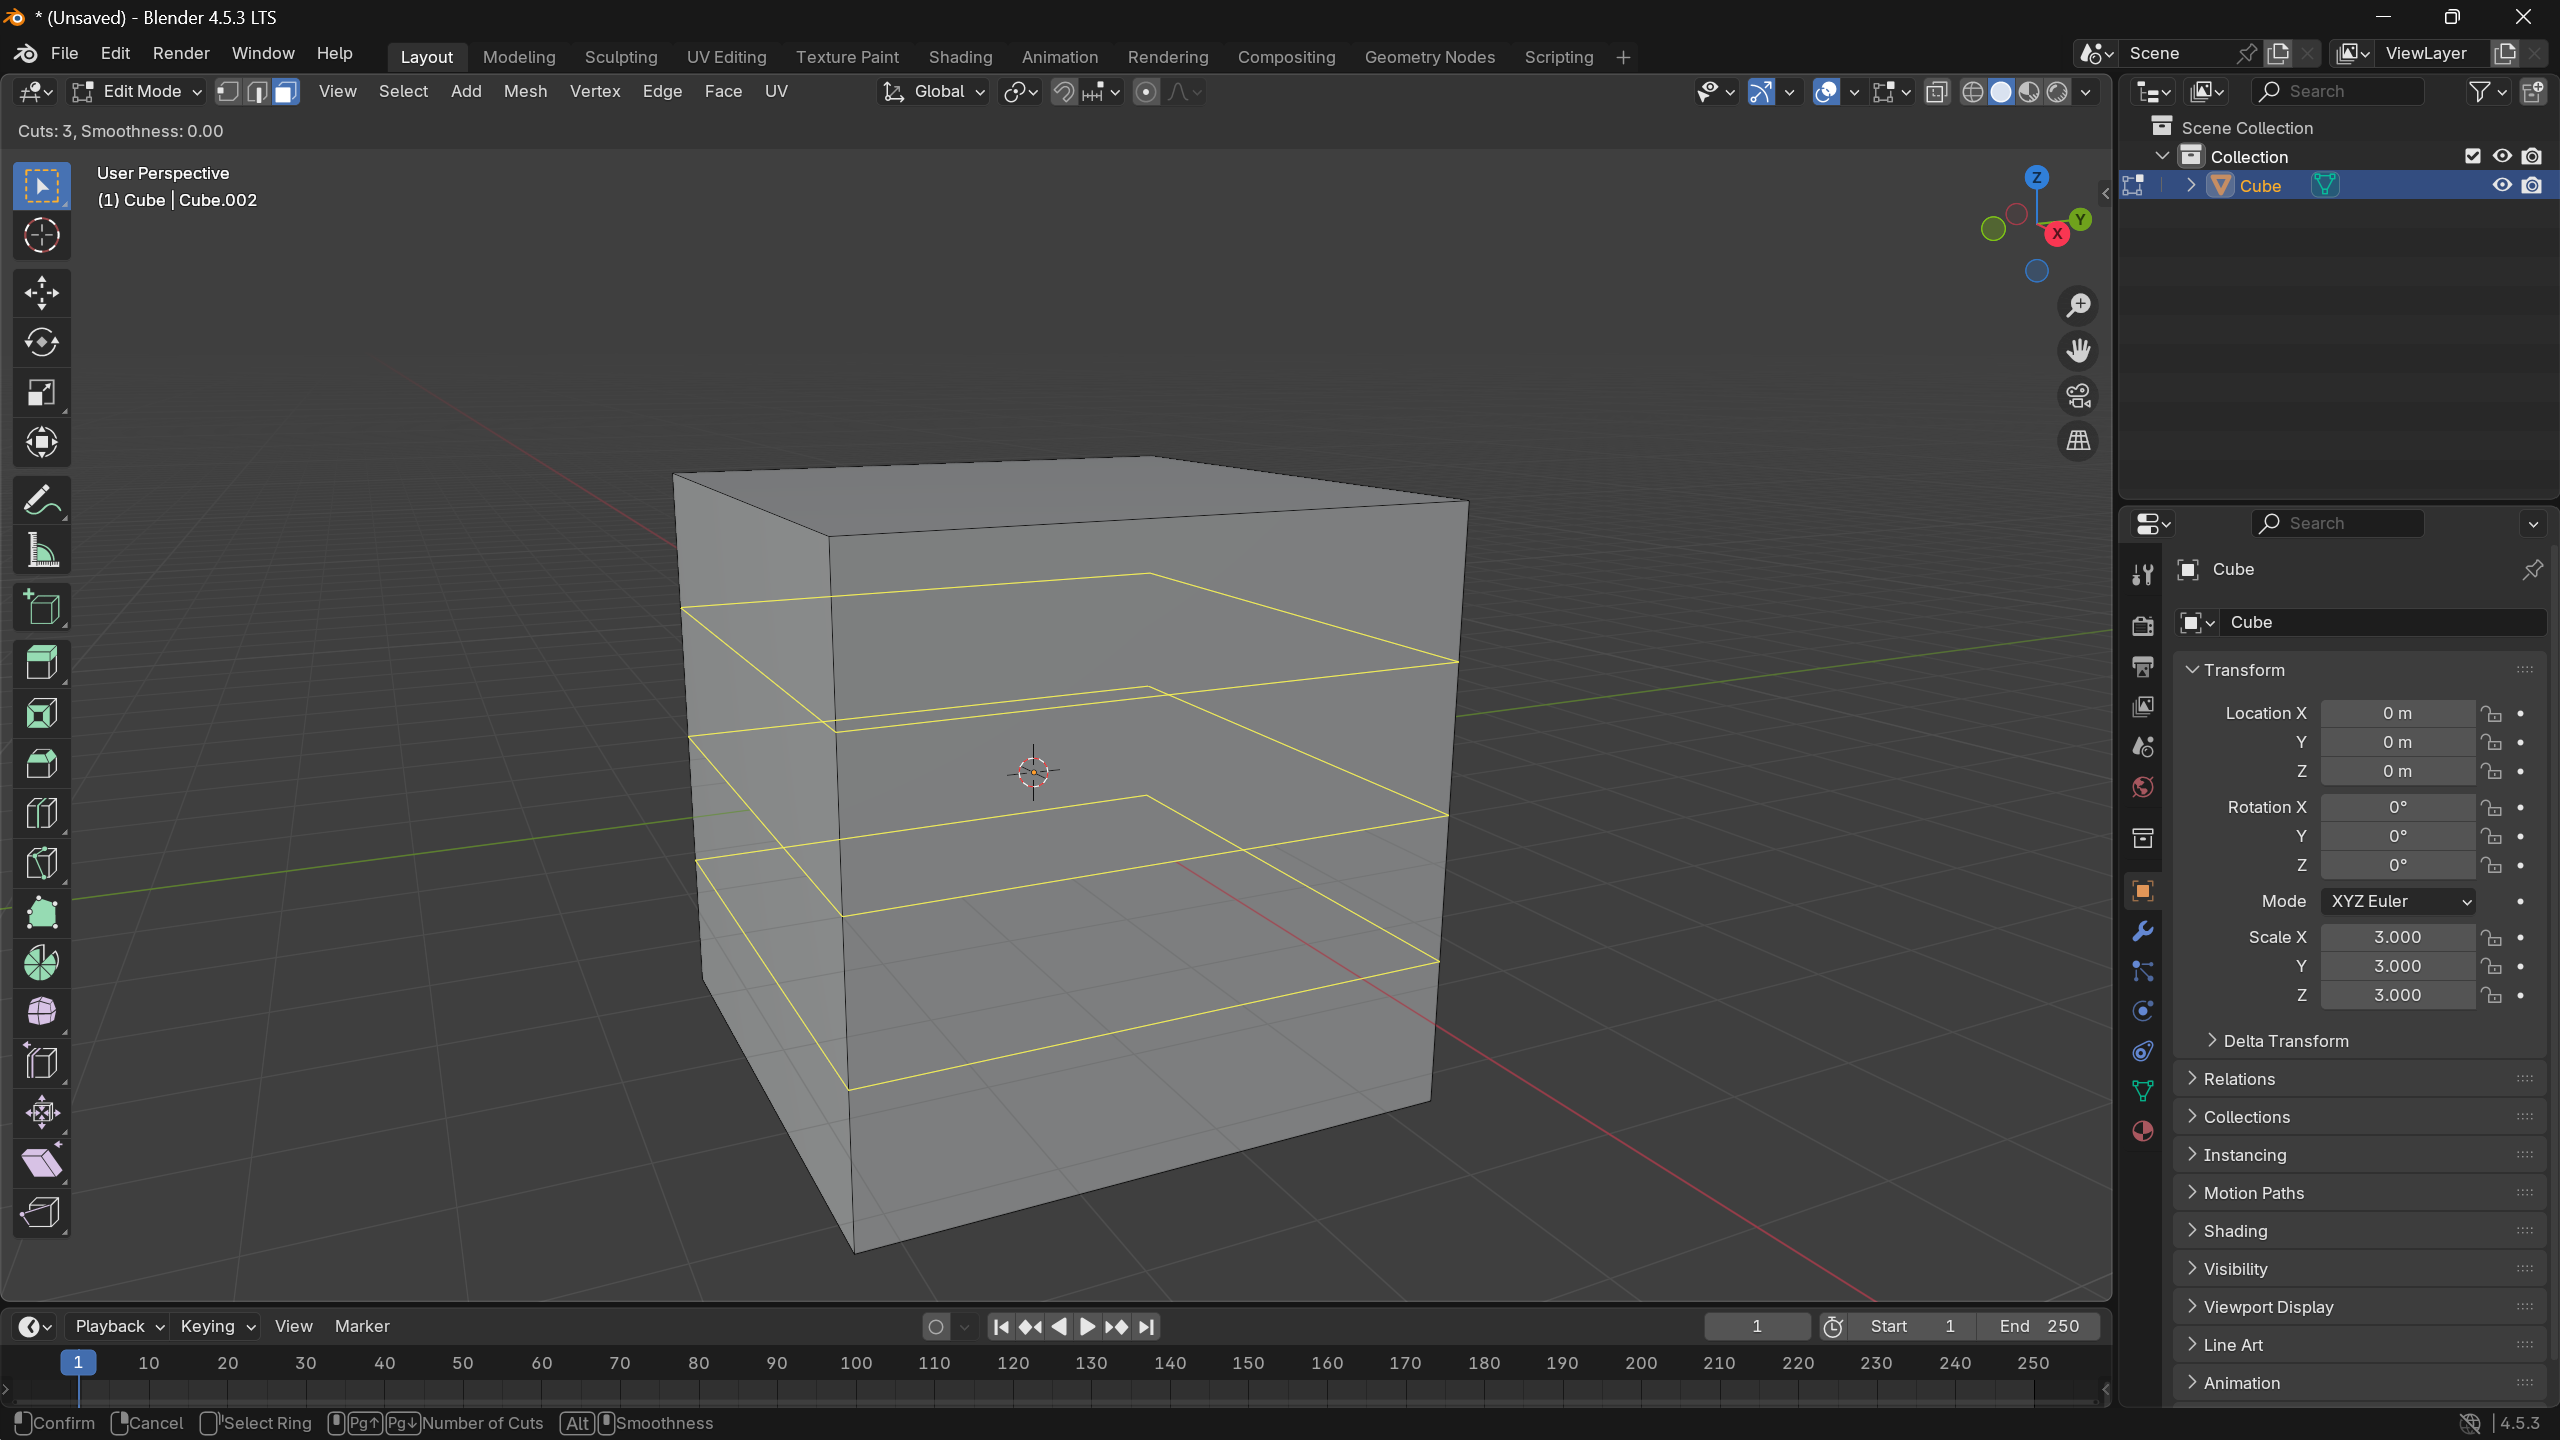 * (Unsaved) - Blender 4.5.3 LTS
File Edit Render Window Help Layout Modeling Sculpting UV Editing Texture Paint Shading Animation Rendering Compositing Geometry Nodes Scripting + Scene ViewLayer
Edit Mode View Select Add Mesh Vertex Edge Face UV Global Search
Cuts: 3, Smoothness: 0.00
Scene Collection
Collection
Cube
User Perspective
(1) Cube | Cube.002
Z
Y
X
Search
Cube
Cube
Transform
Location X 0 m
Y 0 m
Z 0 m
Rotation X 0°
Y 0°
Z 0°
Mode XYZ Euler
Scale X 3.000
Y 3.000
Z 3.000
Delta Transform
Relations
Collections
Instancing
Motion Paths
Shading
Visibility
Viewport Display
Line Art
Animation
Playback Keying View Marker 1 Start 1 End 250
1 10 20 30 40 50 60 70 80 90 100 110 120 130 140 150 160 170 180 190 200 210 220 230 240 250
Confirm Cancel Select Ring Pg↑ Pg↓ Number of Cuts Alt Smoothness 4.5.3